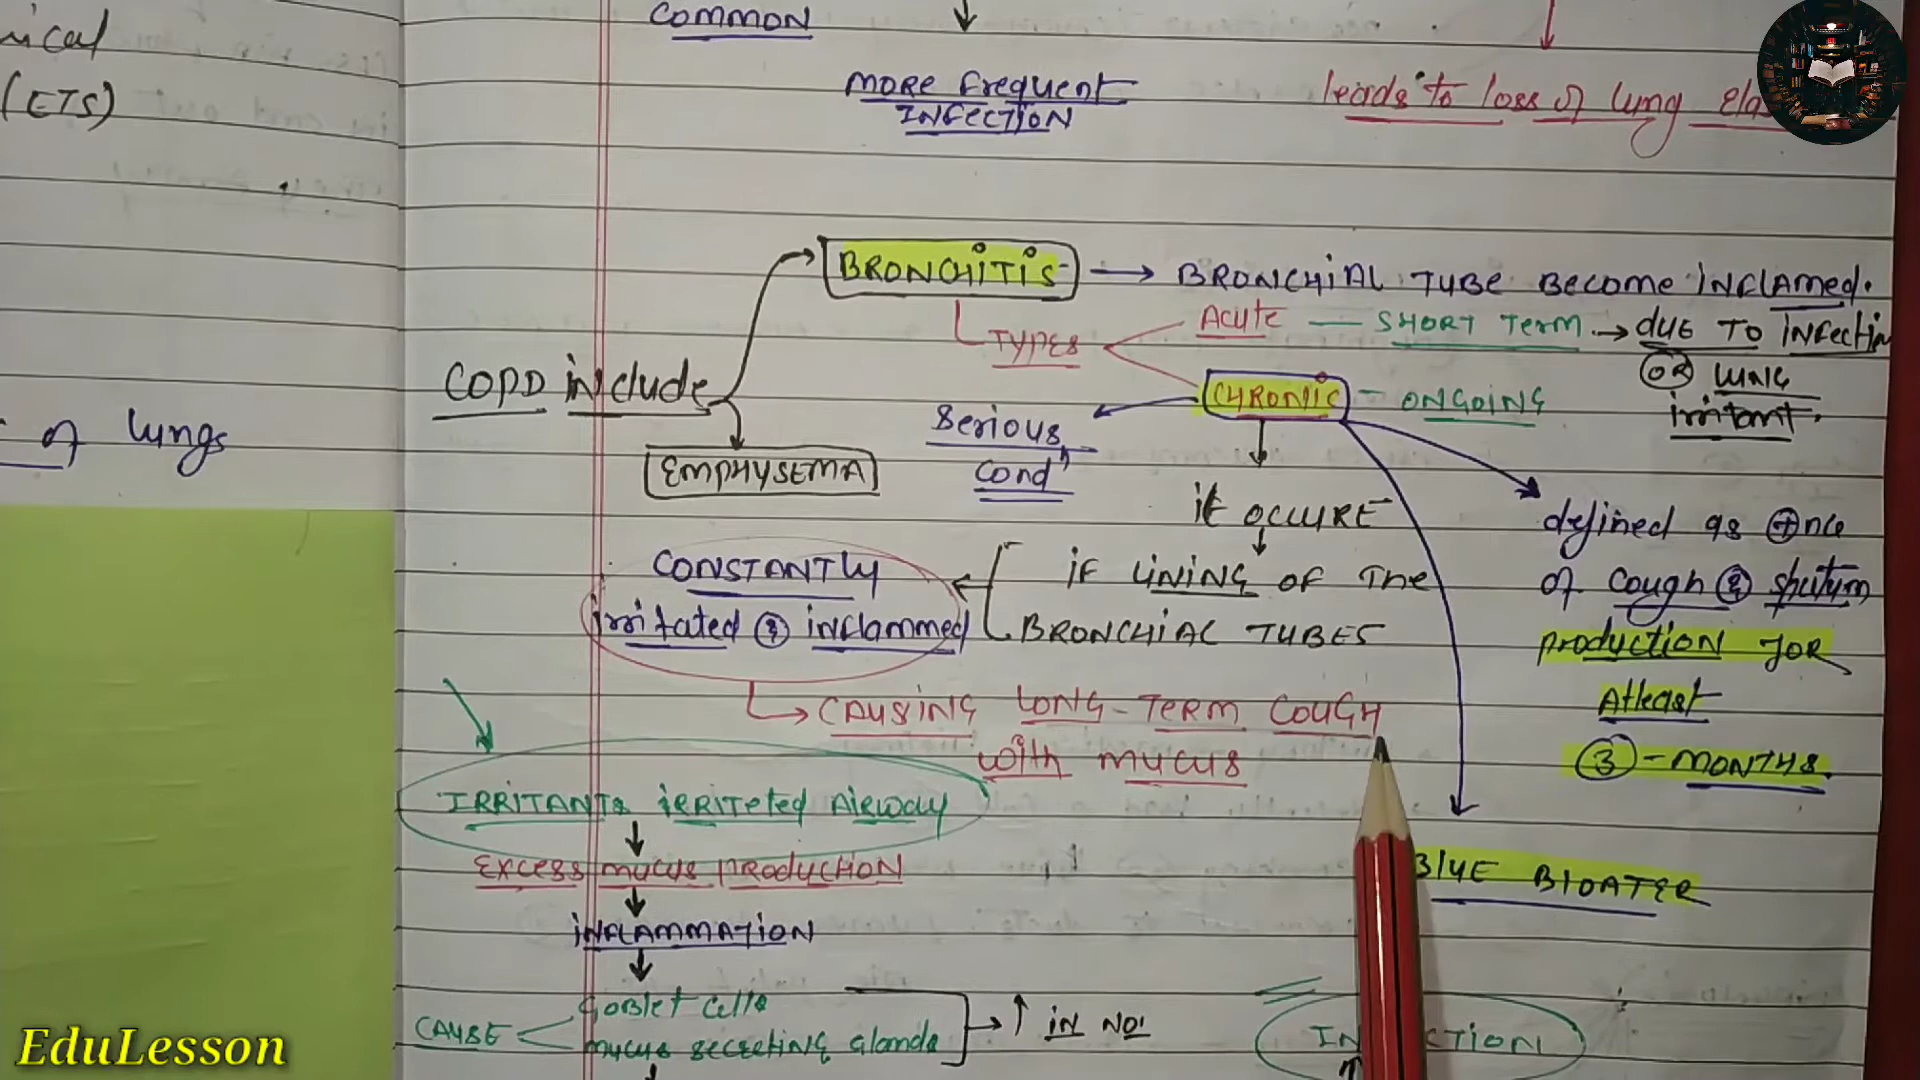 COMMON
(ETS)
MORE frequent
INFECTION
leads to loss of lung
BRONCHITIS → BRONCHIAL TUBE Become INFLAMED.
TYPES
Acute — SHORT Term → due to INFECTION
OR LUNG
irritant.
CHRONIC - ONGOING
COPD INclude
Serious
Cond
EMPHYSEMA
of lungs
it OCCURE
defined as
of cough & sputum
production for
Atleast
3 - MONTHS.
if LINING OF The
BRONCHIAL TUBES
CONSTANTly
irritated & inflammed
CAUSING LONG-TERM COUGH
with mucus
IRRITANTs irriteted Airway
Excess mucus production
INFLAMMATION
BLUE BLOATER
CAUSE
Goblet cells
mucus secreting glands
↑ IN NO!
EduLesson